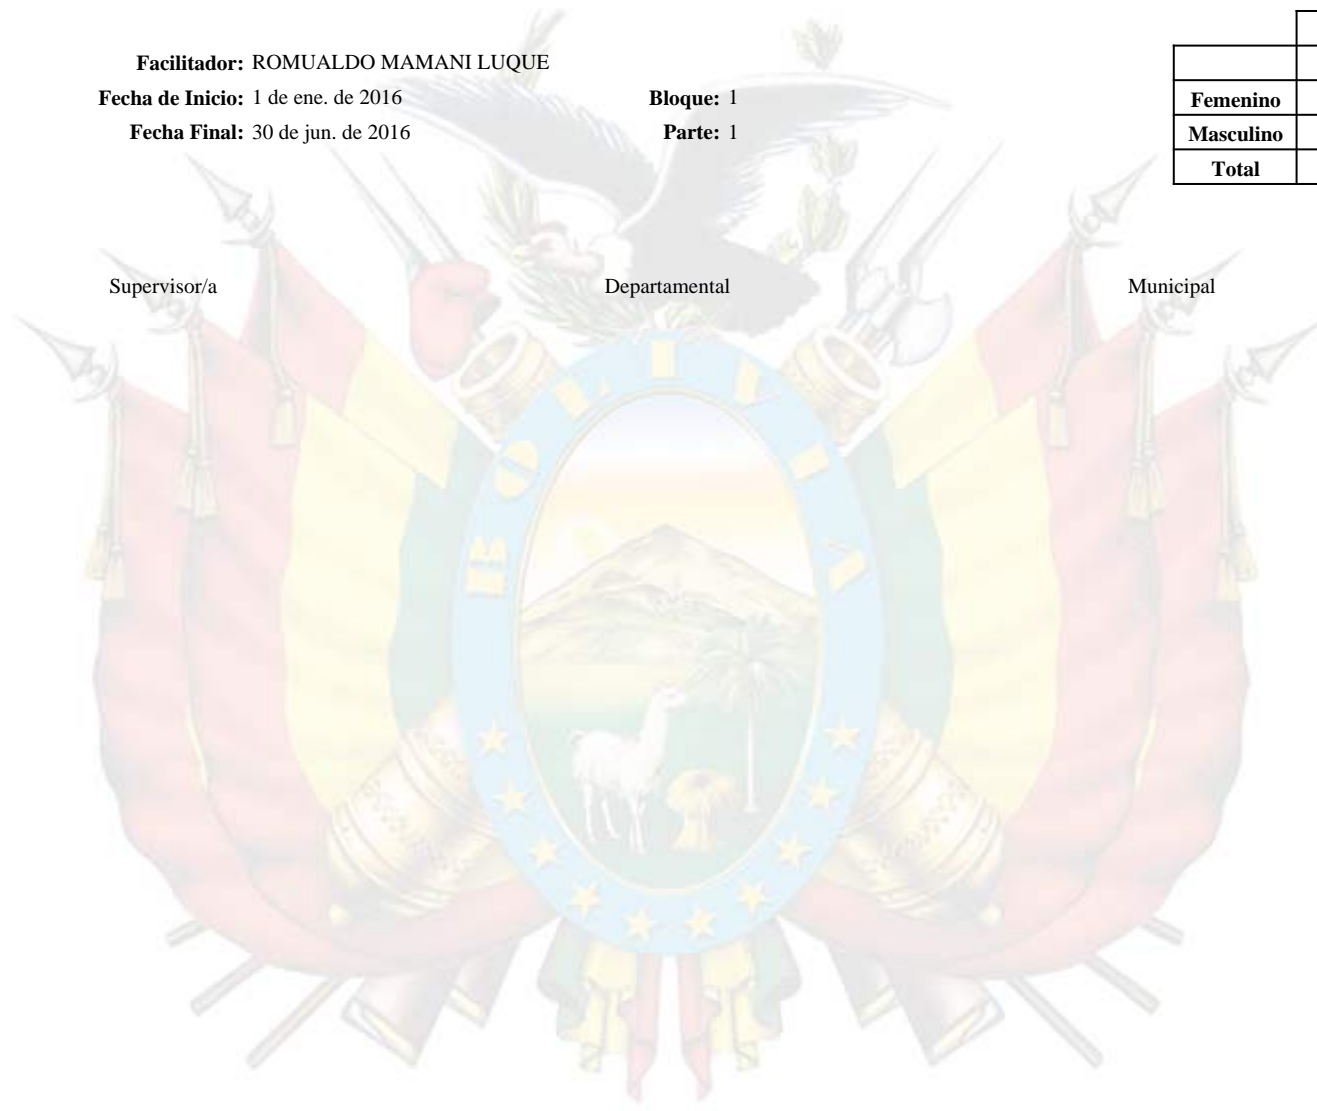 Facilitador: ROMUALDO MAMANI LUQUE
Fecha de Inicio: 1 de ene. de 2016 Bloque: 1
Fecha Final: 30 de jun. de 2016 Parte: 1
Femenino
Masculino
Total
Supervisor/a Departamental Municipal
BOLIVIA